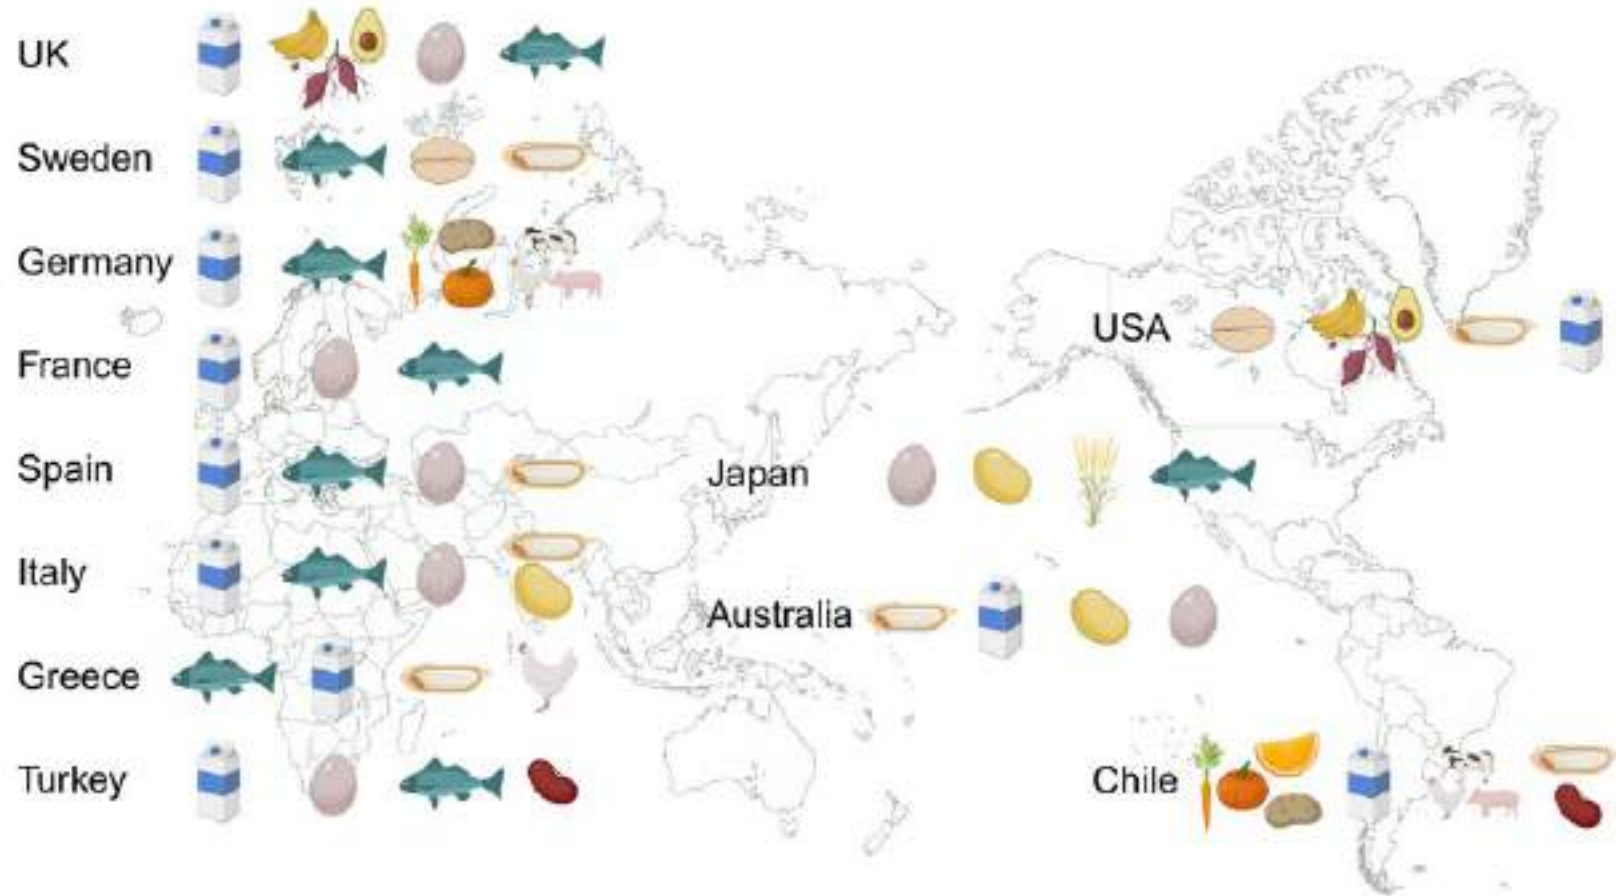 UK
Sweden
Germany
France
Spain
Italy
Greece
Turkey
USA
Japan
Australia
Chile